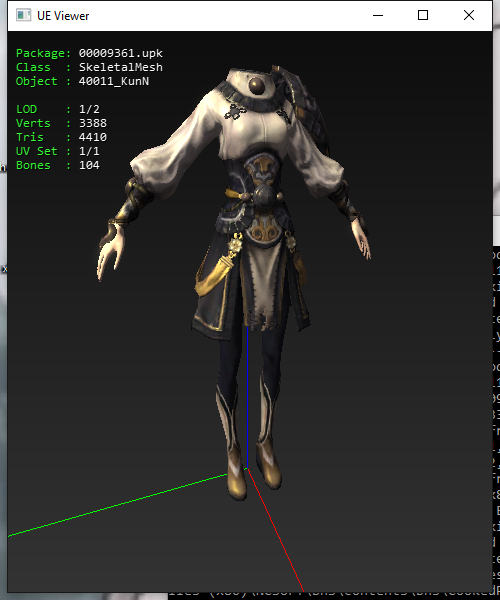 UE Viewer
Package: 00009361.upk
Class : SkeletalMesh
Object : 40011_KunN
LOD : 1/2
Verts : 3388
Tris : 4410
UV Set : 1/1
Bones : 104